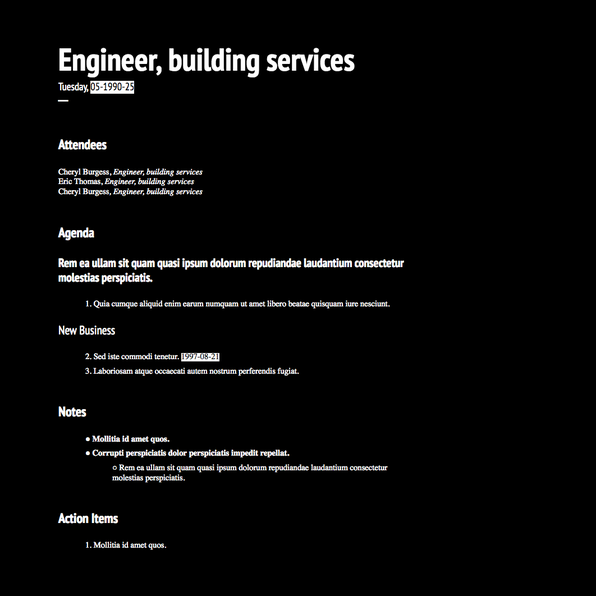 Engineer, building services
Tuesday, 05-1990-25
Attendees
Cheryl Burgess, Engineer, building services
Eric Thomas, Engineer, building services
Cheryl Burgess, Engineer, building services
Agenda
Rem ea ullam sit quam quasi ipsum dolorum repudiandae laudantium consectetur
molestias perspiciatis.
1. Quia cumque aliquid enim earum numquam ut amet libero beatae quisquam iure nesciunt.
New Business
2. Sed iste commodi tenetur. 1997-08-21
3. Laboriosam atque occaecati autem nostrum perferendis fugiat.
Notes
● Mollitia id amet quos.
● Corrupti perspiciatis dolor perspiciatis impedit repellat.
○ Rem ea ullam sit quam quasi ipsum dolorum repudiandae laudantium consectetur
molestias perspiciatis.
Action Items
1. Mollitia id amet quos.